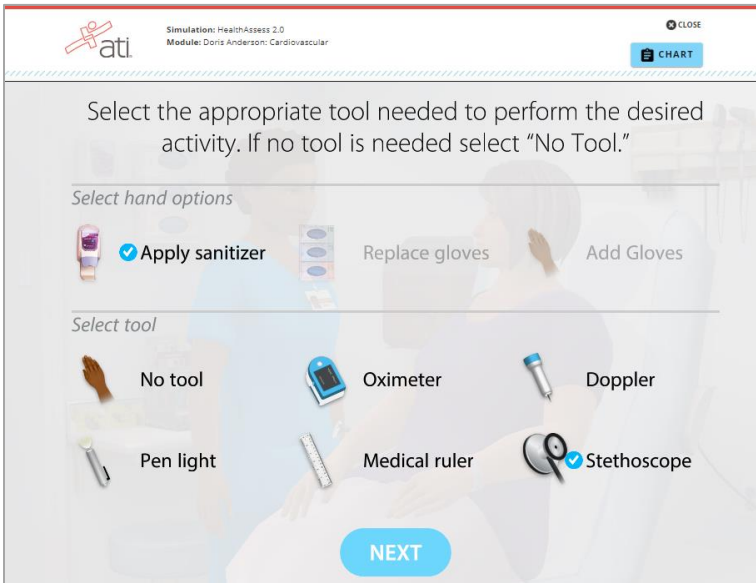 ati
Simulation: HealthAssess 2.0
Module: Doris Anderson: Cardiovascular
CLOSE
CHART
Select the appropriate tool needed to perform the desired
activity. If no tool is needed select “No Tool.”
Select hand options
Apply sanitizer
Replace gloves
Add Gloves
Select tool
No tool
Oximeter
Doppler
Pen light
Medical ruler
Stethoscope
NEXT